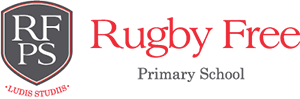 RF
PS
·LUDIS STUDIIS·
Rugby Free
Primary School